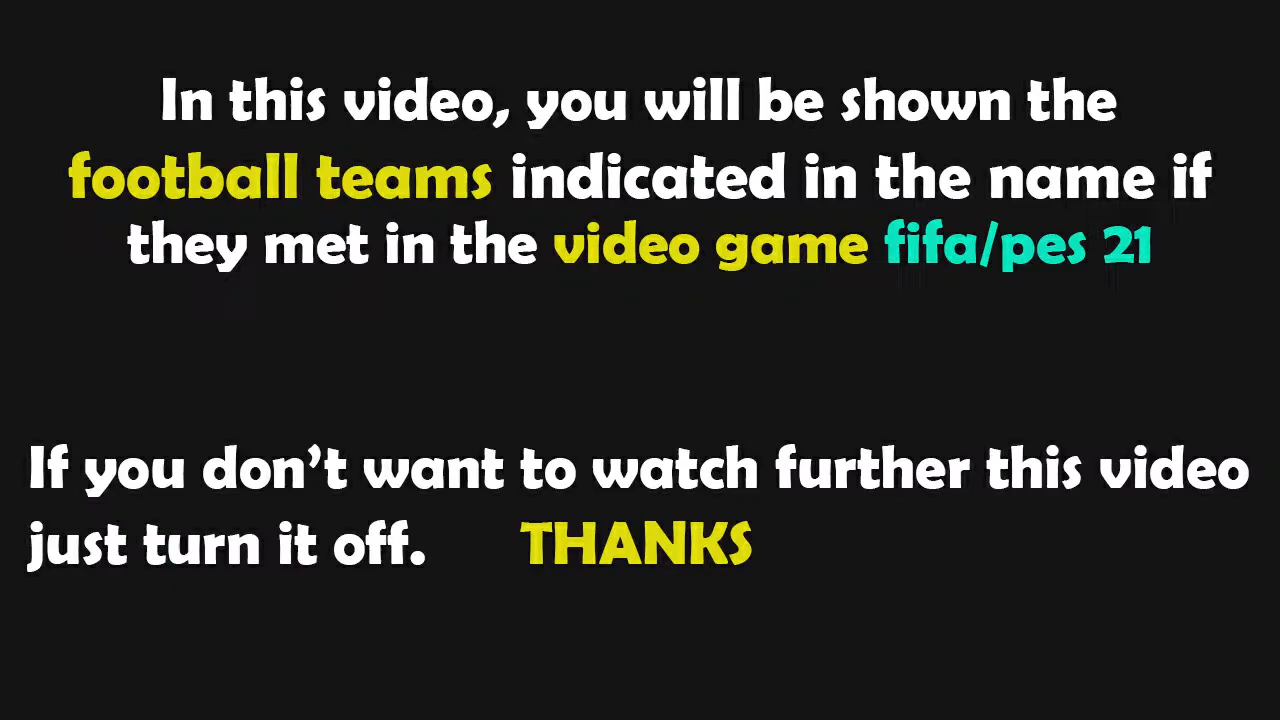 In this video, you will be shown the
football teams indicated in the name if
they met in the video game fifa/pes 21
If you don't want to watch further this video
just turn it off. THANKS